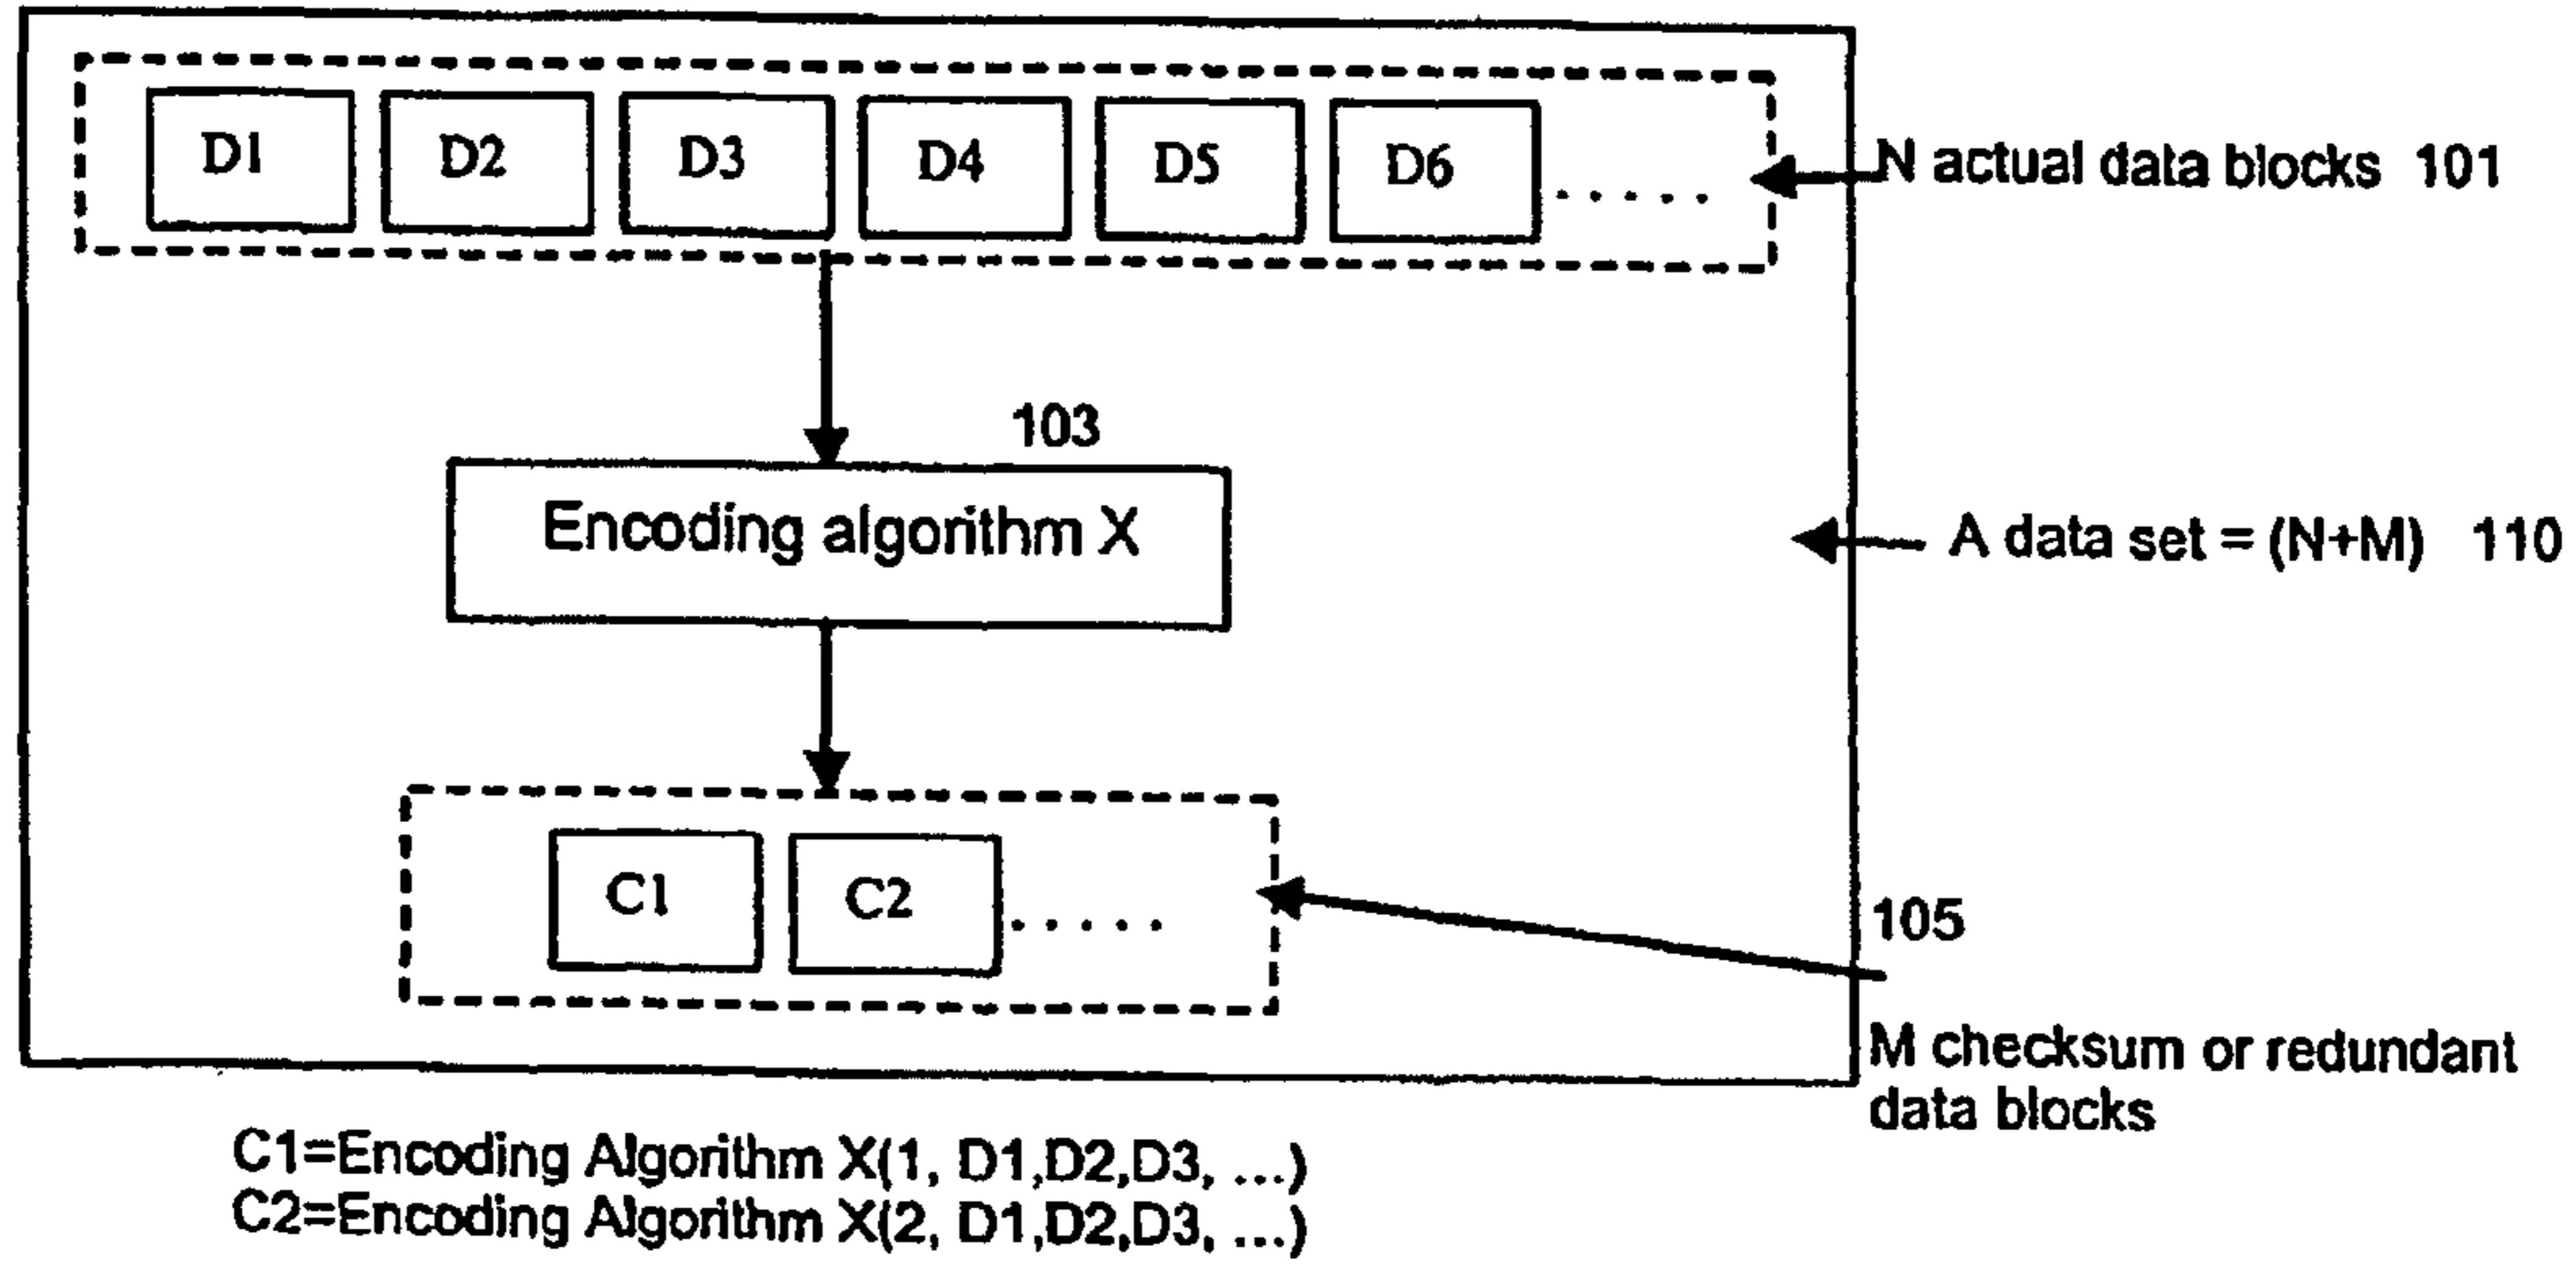 D1 D2 D3 D4 D5 D6 .....
N actual data blocks 101
103
Encoding algorithm X
A data set = (N+M) 110
C1 C2 .....
105
M checksum or redundant
data blocks
C1=Encoding Algorithm X(1, D1,D2,D3, ...)
C2=Encoding Algorithm X(2, D1,D2,D3, ...)